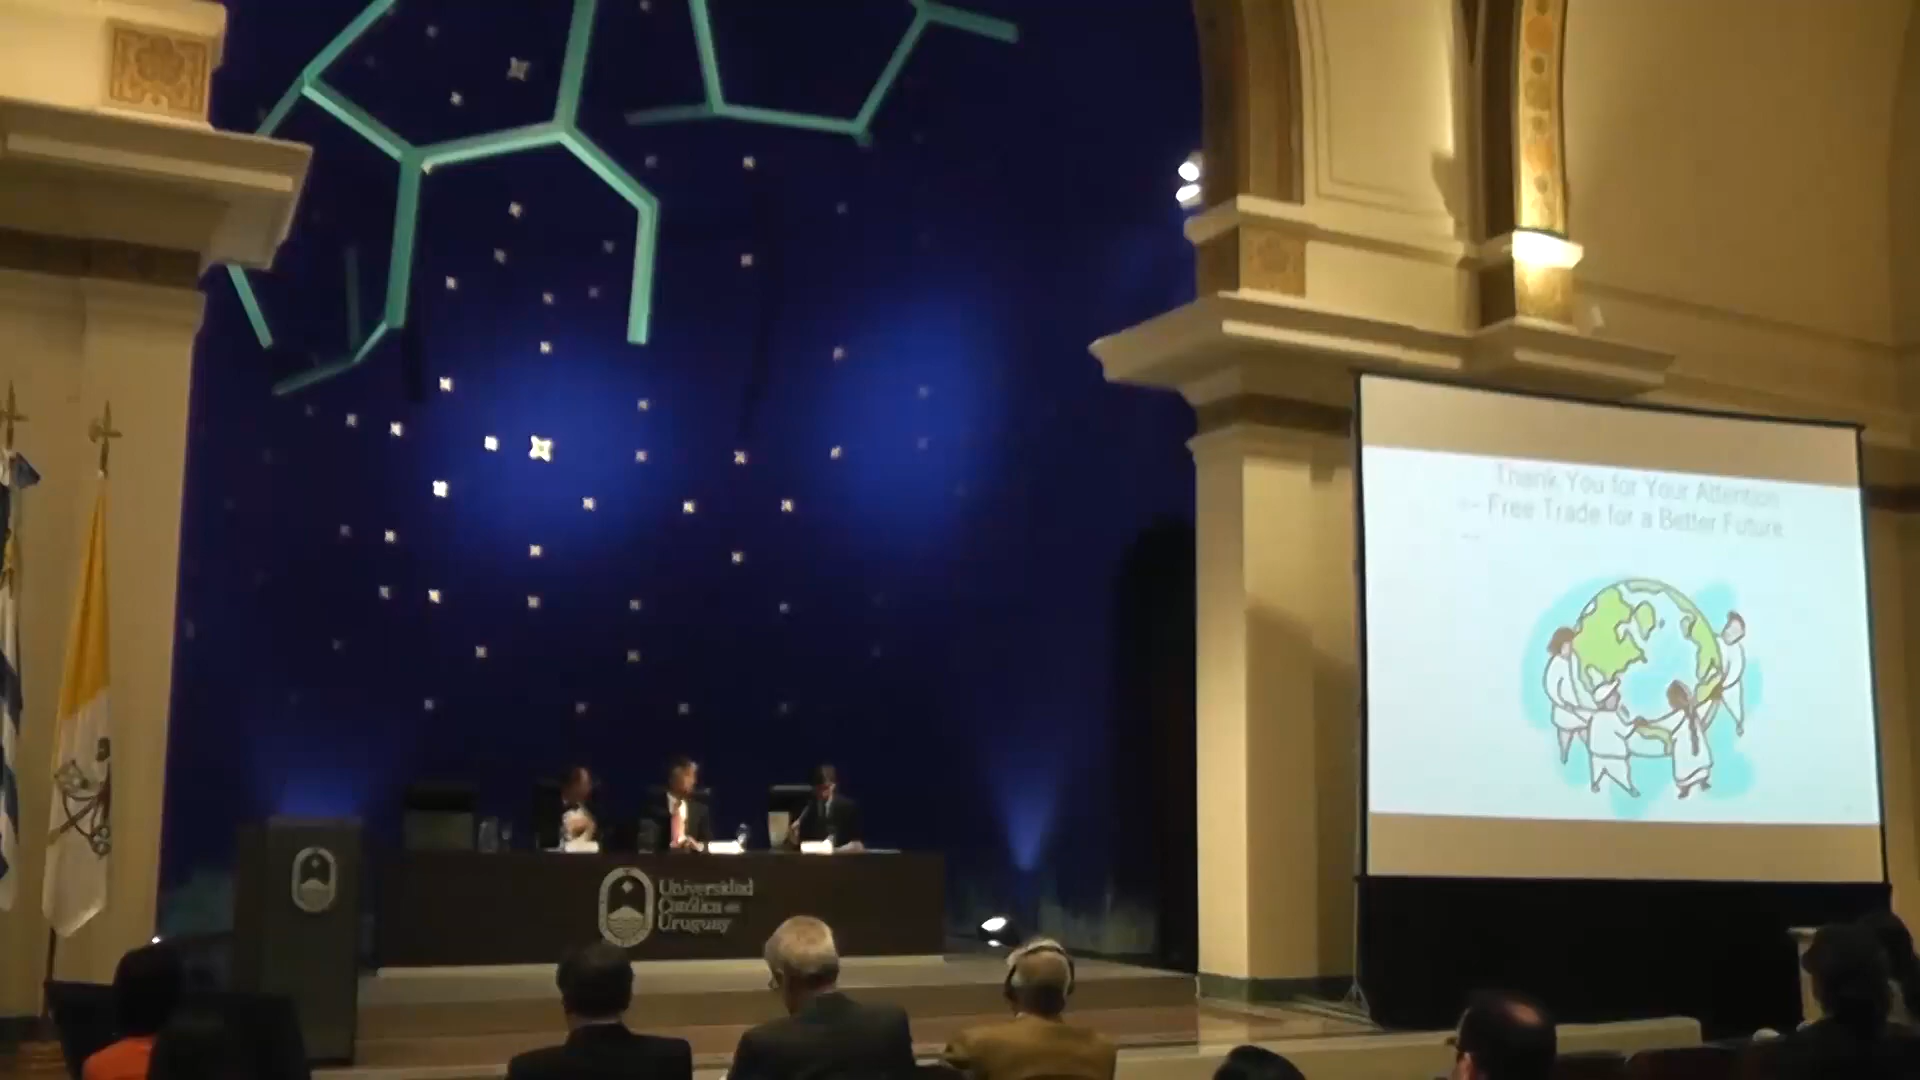 Thank You for Your Attention
-- Free Trade for a Better Future
--
Universidad
Católica del
Uruguay